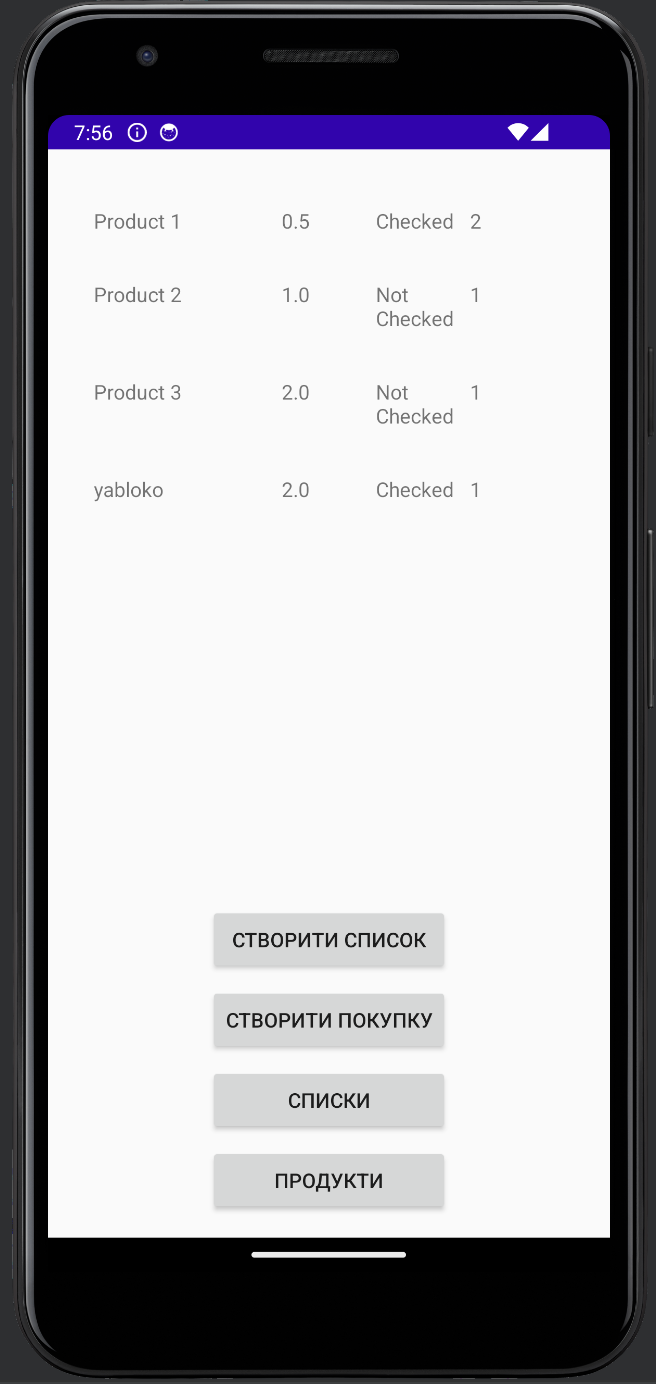 7:56
Product 1 0.5 Checked 2
Product 2 1.0 Not 1
Checked
Product 3 2.0 Not 1
Checked
yabloko 2.0 Checked 1
СТВОРИТИ СПИСОК
СТВОРИТИ ПОКУПКУ
СПИСКИ
ПРОДУКТИ